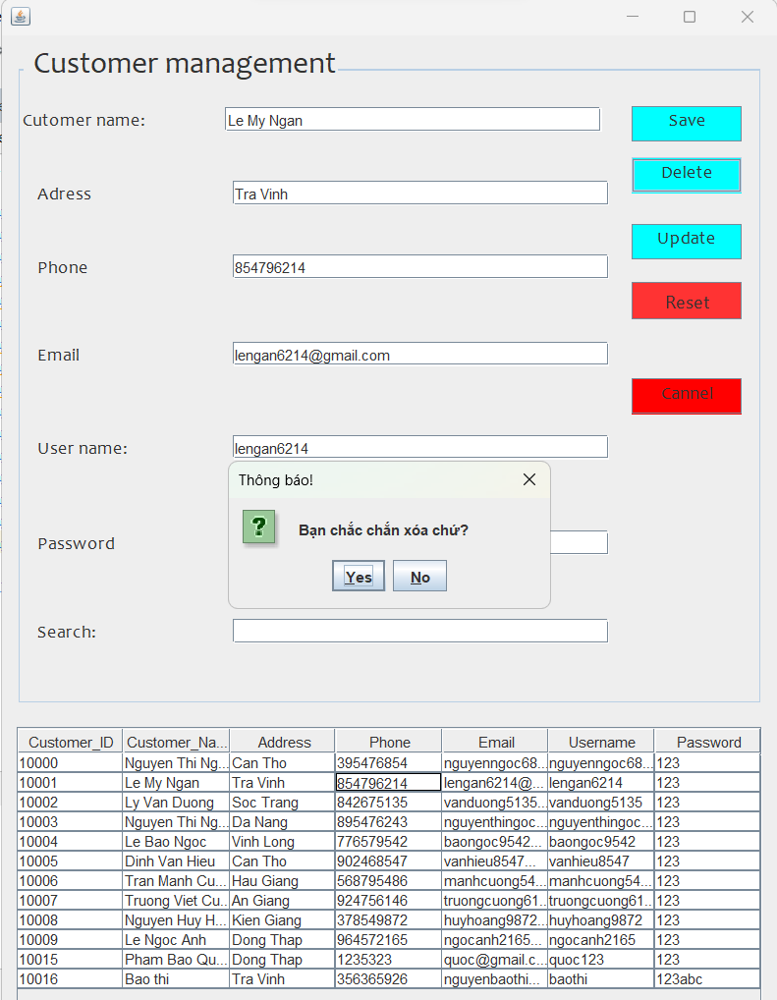 Customer management
Cutomer name: Le My Ngan Save
Delete
Adress Tra Vinh
Update
Phone 854796214
Reset
Email lengan6214@gmail.com
Cannel
User name: lengan6214
Thông báo!
Bạn chắc chắn xóa chứ?
Password
Yes No
Search:
Customer_ID Customer_Na... Address Phone Email Username Password
10000 Nguyen Thi Ng... Can Tho 395476854 nguyenngoc68... nguyenngoc68... 123
10001 Le My Ngan Tra Vinh 854796214 lengan6214@... lengan6214 123
10002 Ly Van Duong Soc Trang 842675135 vanduong5135... vanduong5135 123
10003 Nguyen Thi Ng... Da Nang 895476243 nguyenthingoc... nguyenthingoc... 123
10004 Le Bao Ngoc Vinh Long 776579542 baongoc9542... baongoc9542 123
10005 Dinh Van Hieu Can Tho 902468547 vanhieu8547... vanhieu8547 123
10006 Tran Manh Cu... Hau Giang 568795486 manhcuong54... manhcuong54... 123
10007 Truong Viet Cu... An Giang 924756146 truongcuong61... truongcuong61... 123
10008 Nguyen Huy H... Kien Giang 378549872 huyhoang9872... huyhoang9872 123
10009 Le Ngoc Anh Dong Thap 964572165 ngocanh2165... ngocanh2165 123
10015 Pham Bao Qu... Dong Thap 1235323 quoc@gmail.c... quoc123 123
10016 Bao thi Tra Vinh 356365926 nguyenbaothi... baothi 123abc